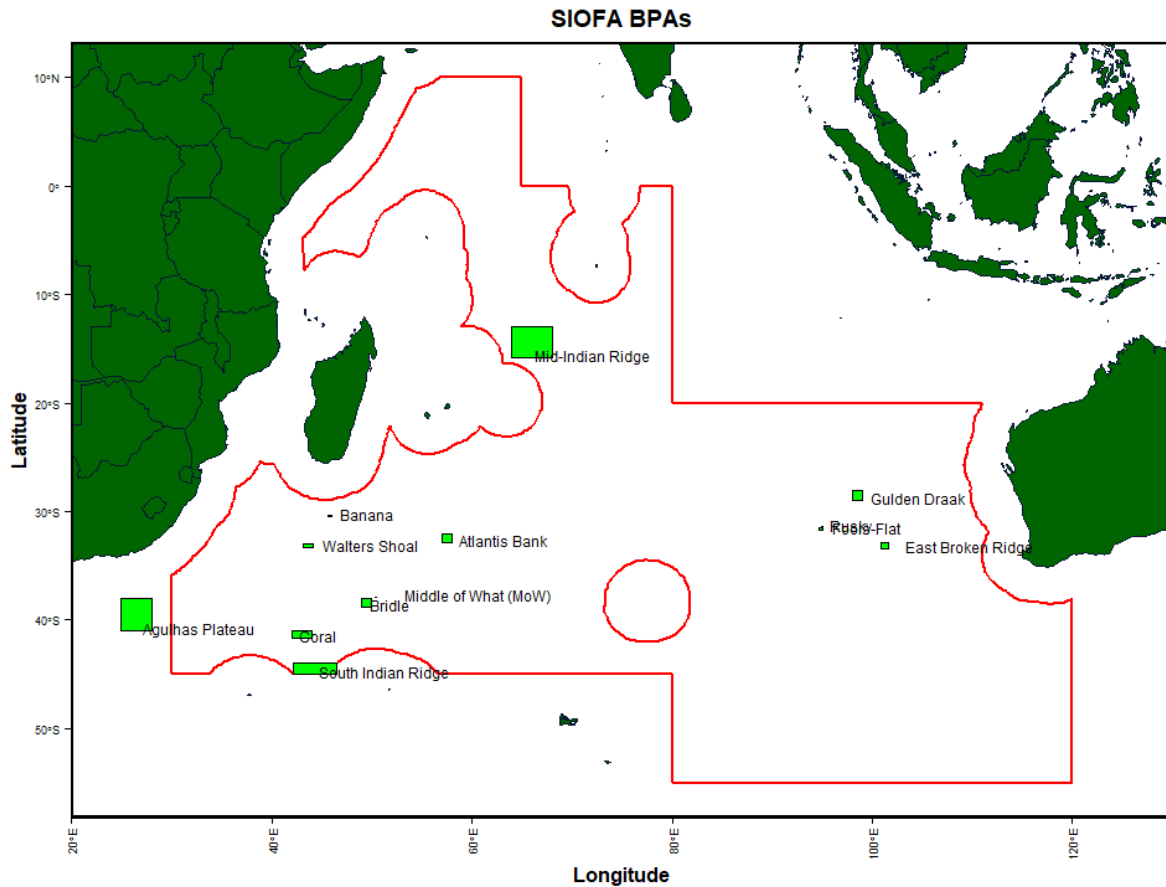 SIOFA BPAs
10°N
0°
10°S
20°S
30°S
40°S
50°S
Latitude
Mid-Indian Ridge
Gulden Draak
Banana
Rusky
Fools-Flat
Walters Shoal
Atlantis Bank
East Broken Ridge
Middle of What (MoW)
Bridle
Agulhas Plateau
Coral
South Indian Ridge
20°E
40°E
60°E
80°E
100°E
120°E
Longitude